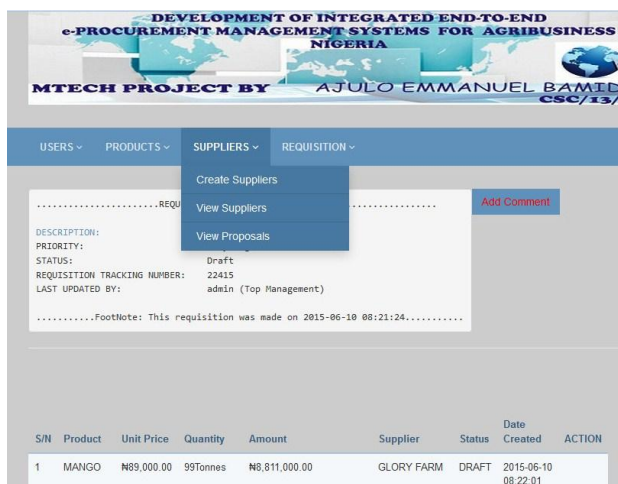 DEVELOPMENT OF INTEGRATED END-TO-END
e-PROCUREMENT MANAGEMENT SYSTEMS FOR AGRIBUSINESS
NIGERIA
MTECH PROJECT BY AJULO EMMANUEL BAMID
CSC/13/
USERS PRODUCTS SUPPLIERS REQUISITION
Create Suppliers
View Suppliers
View Proposals
.......................REQU ................. Add Comment
DESCRIPTION:
PRIORITY:
STATUS: Draft
REQUISITION TRACKING NUMBER: 22415
LAST UPDATED BY: admin (Top Management)
...........FootNote: This requisition was made on 2015-06-10 08:21:24...........
S/N Product Unit Price Quantity Amount Supplier Status Date Created ACTION
1 MANGO ₦89,000.00 99Tonnes ₦8,811,000.00 GLORY FARM DRAFT 2015-06-10
08:22:01